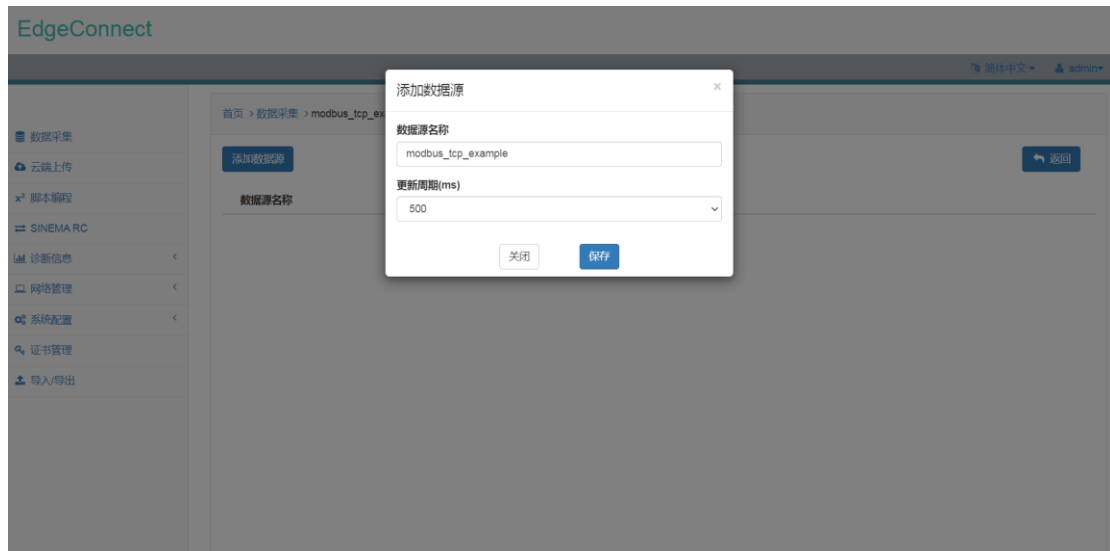 EdgeConnect
简体中文
admin
添加数据源
×
首页 > 数据采集 > modbus_tcp_ex
数据源名称
modbus_tcp_example
更新周期(ms)
500
关闭
保存
添加数据源
返回
数据源名称
数据采集
云端上传
脚本编程
SINEMA RC
诊断信息
网络管理
系统配置
证书管理
导入/导出